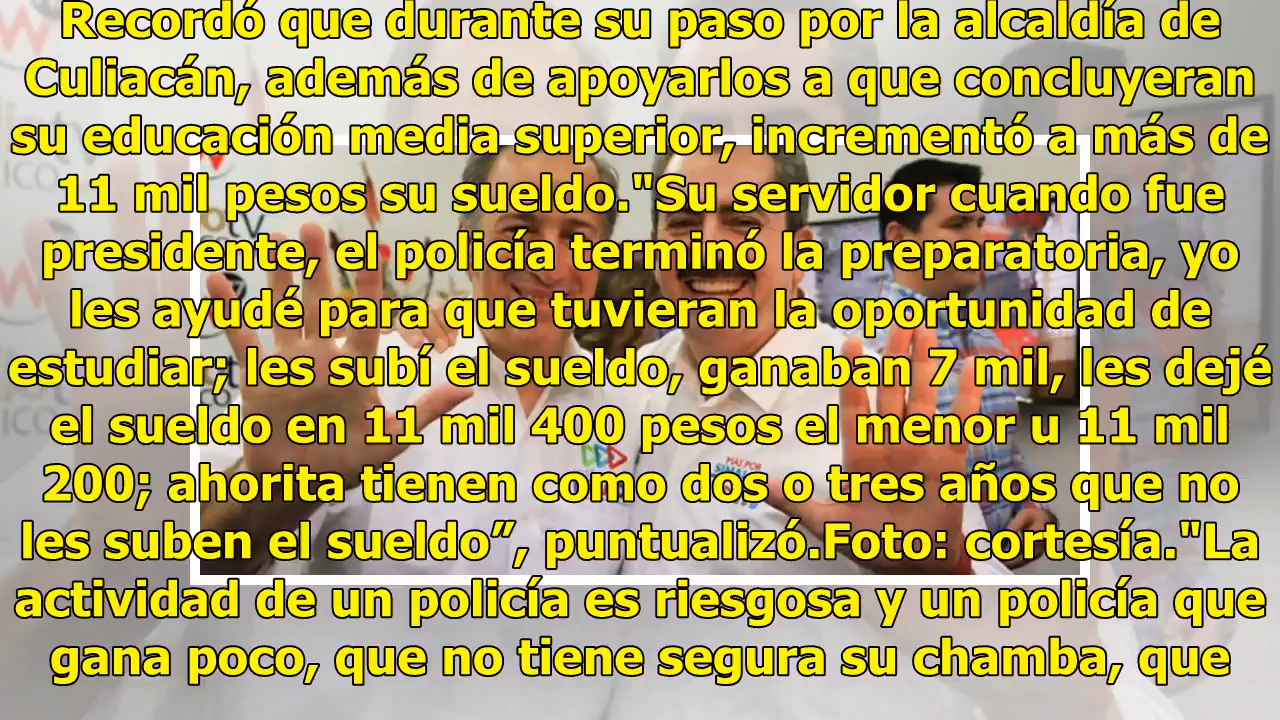 Recordó que durante su paso por la alcaldía de
Culiacán, además de apoyarlos a que concluyeran
su educación media superior, incrementó a más de
11 mil pesos su sueldo."Su servidor cuando fue
presidente, el policía terminó la preparatoria, yo
les ayudé para que tuvieran la oportunidad de
estudiar; les subí el sueldo, ganaban 7 mil, les dejé
el sueldo en 11 mil 400 pesos el menor u 11 mil
200; ahorita tienen como dos o tres años que no
les suben el sueldo”, puntualizó.Foto: cortesía."La
actividad de un policía es riesgosa y un policía que
gana poco, que no tiene segura su chamba, que
MÁS POR